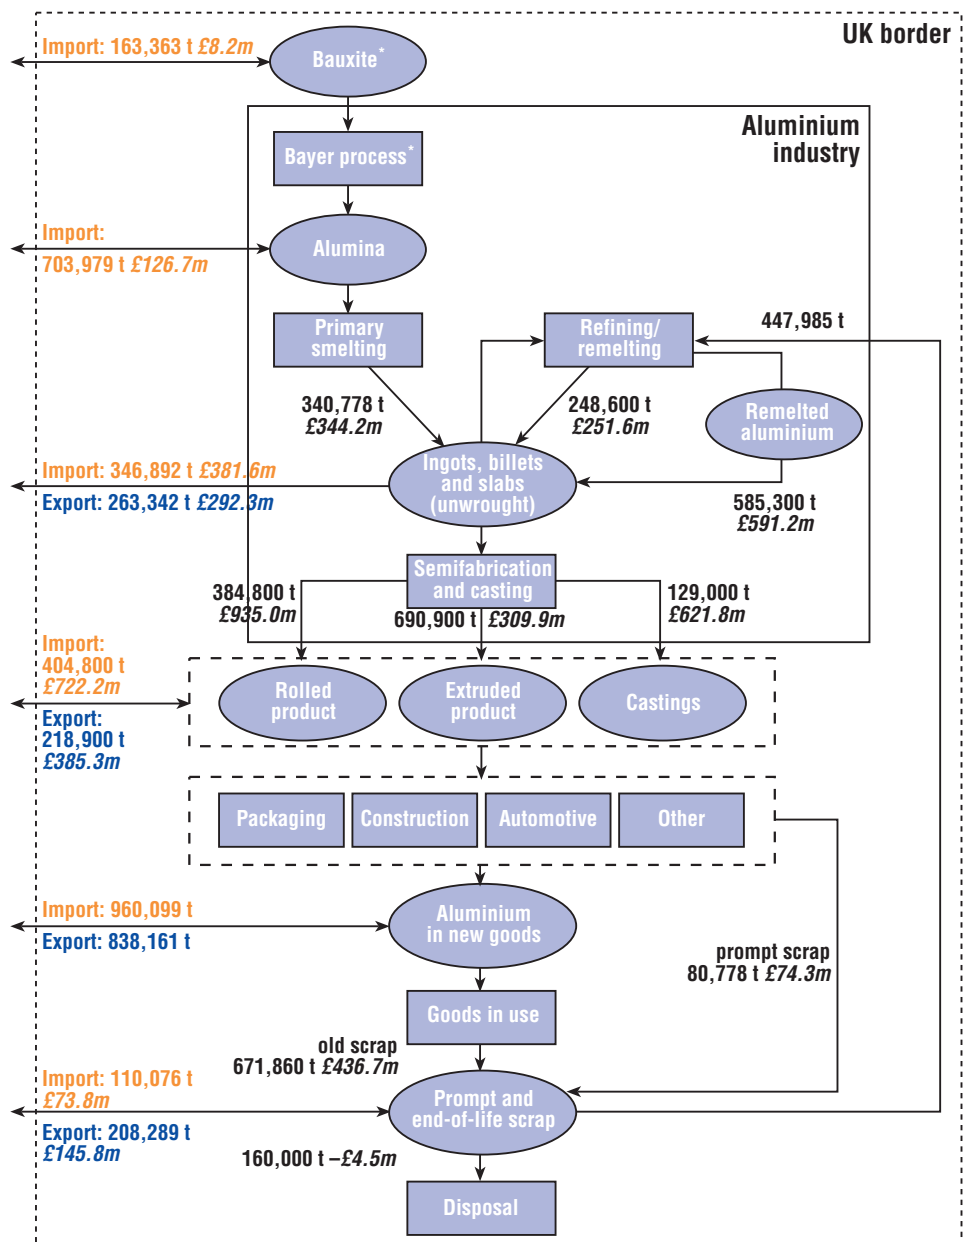 UK border
Import: 163,363 t £8.2m
Bauxite*
Aluminium
industry
Bayer process*
Import:
703,979 t £126.7m
Alumina
Primary
smelting
Refining/
remelting
447,985 t
340,778 t
£344.2m
248,600 t
£251.6m
Remelted
aluminium
Import: 346,892 t £381.6m
Export: 263,342 t £292.3m
Ingots, billets
and slabs
(unwrought)
585,300 t
£591.2m
Semifabrication
and casting
384,800 t
£935.0m
690,900 t £309.9m
129,000 t
£621.8m
Import:
404,800 t
£722.2m
Export:
218,900 t
£385.3m
Rolled
product
Extruded
product
Castings
Packaging
Construction
Automotive
Other
Import: 960,099 t
Export: 838,161 t
Aluminium
in new goods
prompt scrap
80,778 t £74.3m
Goods in use
old scrap
671,860 t £436.7m
Import: 110,076 t
£73.8m
Export: 208,289 t
£145.8m
Prompt and
end-of-life scrap
160,000 t –£4.5m
Disposal